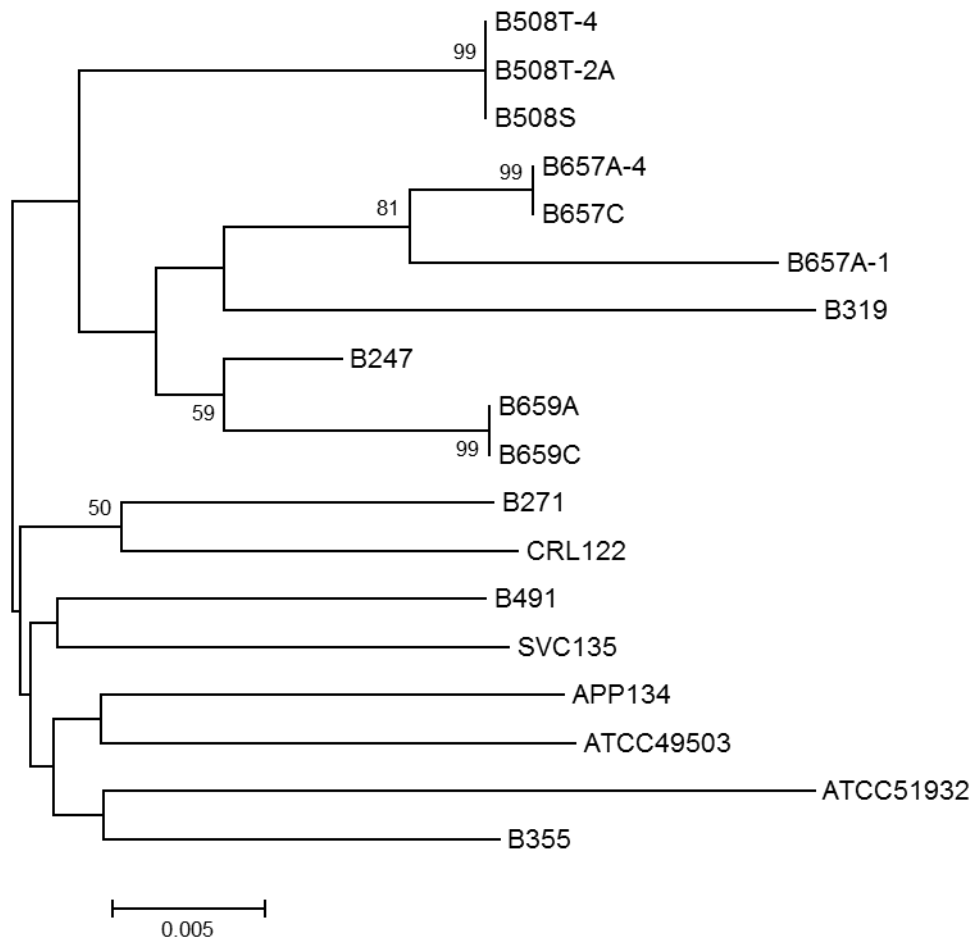 B508T-4
99
B508T-2A
B508S
B657A-4
99
81
B657C
B657A-1
B319
B247
59
B659A
99
B659C
50
B271
CRL122
B491
SVC135
APP134
ATCC49503
ATCC51932
B355
0.005